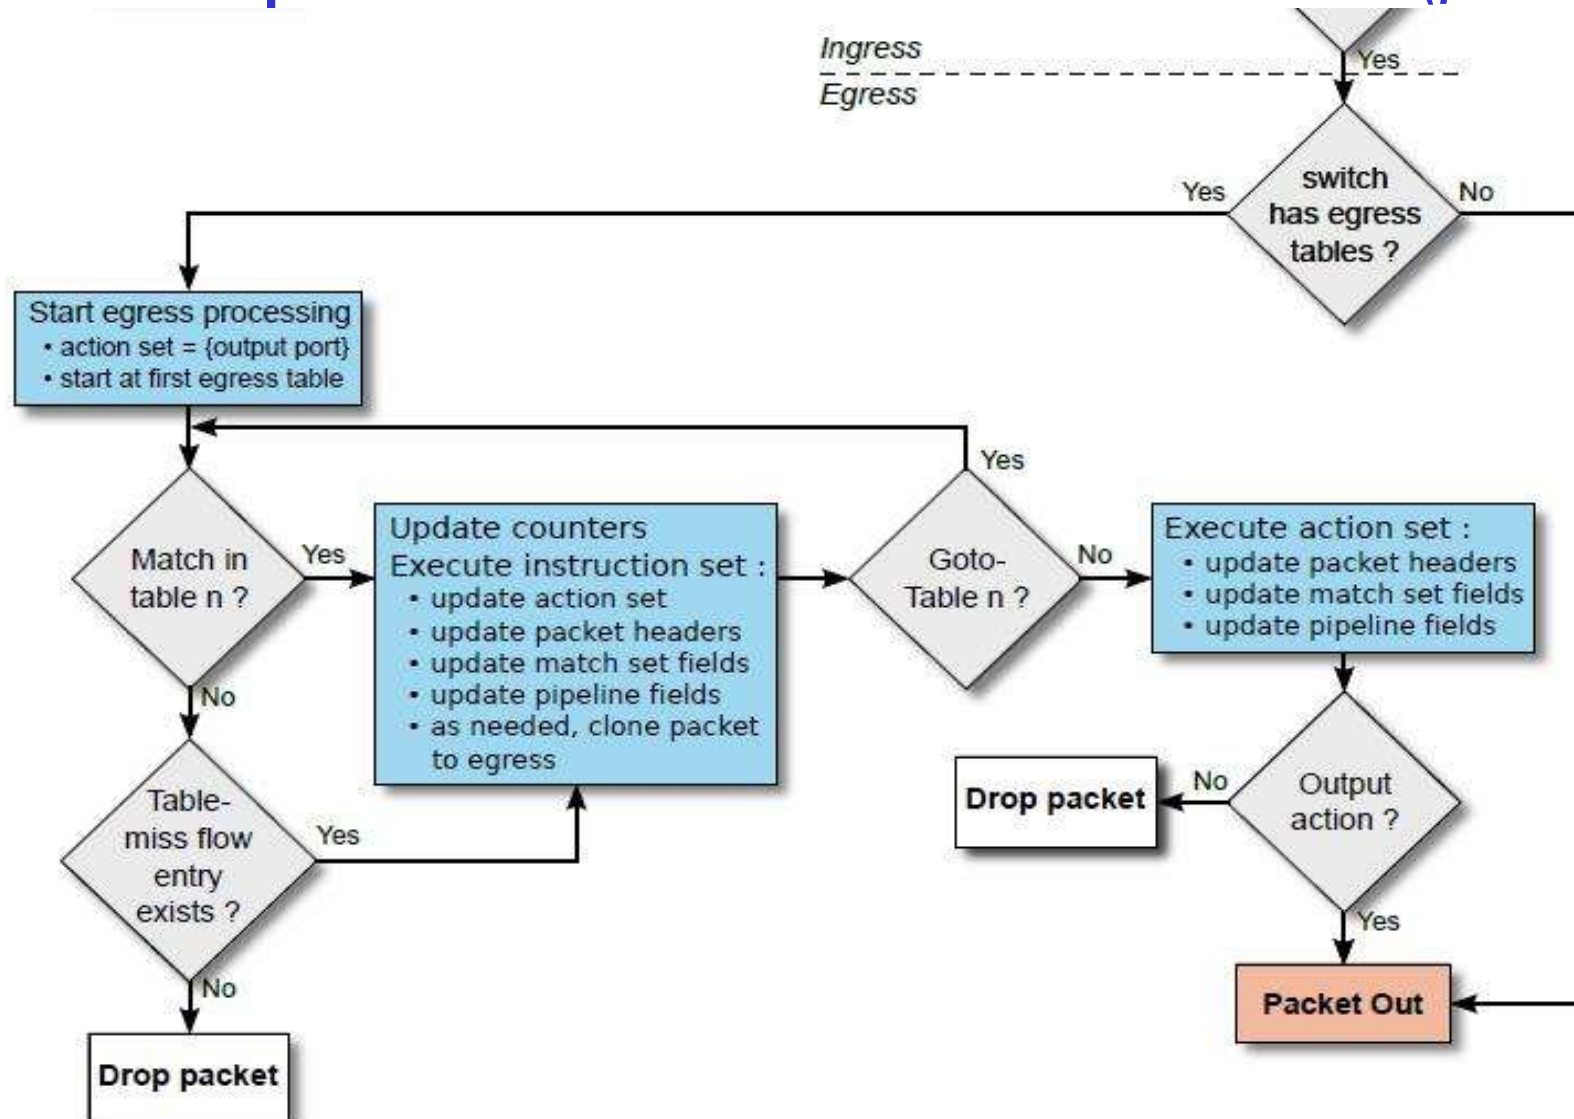 Ingress
Yes
Egress
switch
has egress
tables ?
Yes
No
Start egress processing
• action set = {output port}
• start at first egress table
Yes
Match in
table n ?
Yes
Update counters
Execute instruction set :
• update action set
• update packet headers
• update match set fields
• update pipeline fields
• as needed, clone packet
to egress
Goto-
Table n ?
No
Execute action set :
• update packet headers
• update match set fields
• update pipeline fields
No
Table-
miss flow
entry
exists ?
Yes
Drop packet
No
Output
action ?
Yes
No
Packet Out
Drop packet